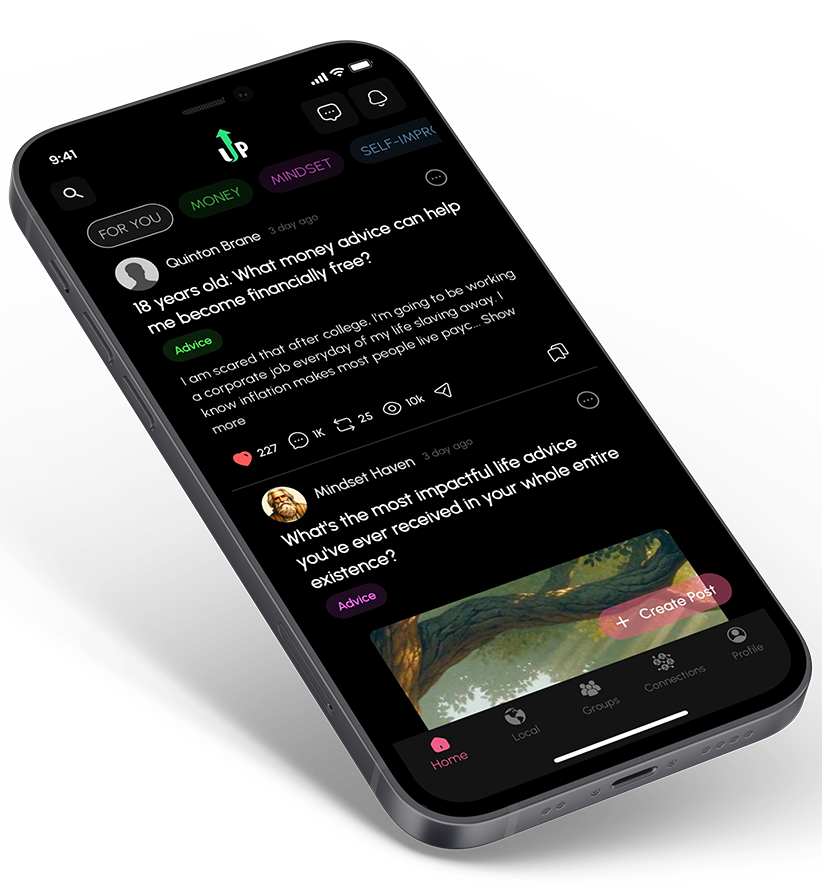 9:41
UP
FOR YOU
MONEY
MINDSET
SELF-IMPR
Quinton Brane 3 day ago
18 years old: What money advice can help
me become financially free?
Advice
I am scared that after college. I'm going to be working
a corporate job everyday of my life slaving away. I
know inflation makes most people live payc... Show
more
227
1K
25
10k
Mindset Haven 3 day ago
What's the most impactful life advice
you've ever received in your whole entire
existence?
Advice
+ Create Post
Home
Local
Groups
Connections
Profile